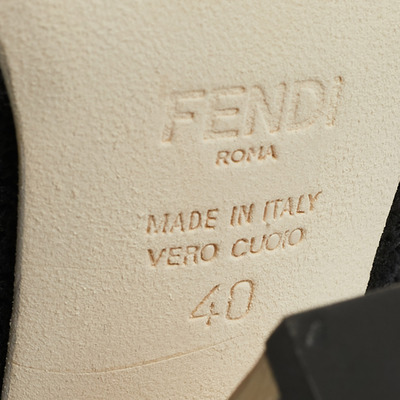 FENDI
ROMA
MADE IN ITALY
VERO CUOIO
40